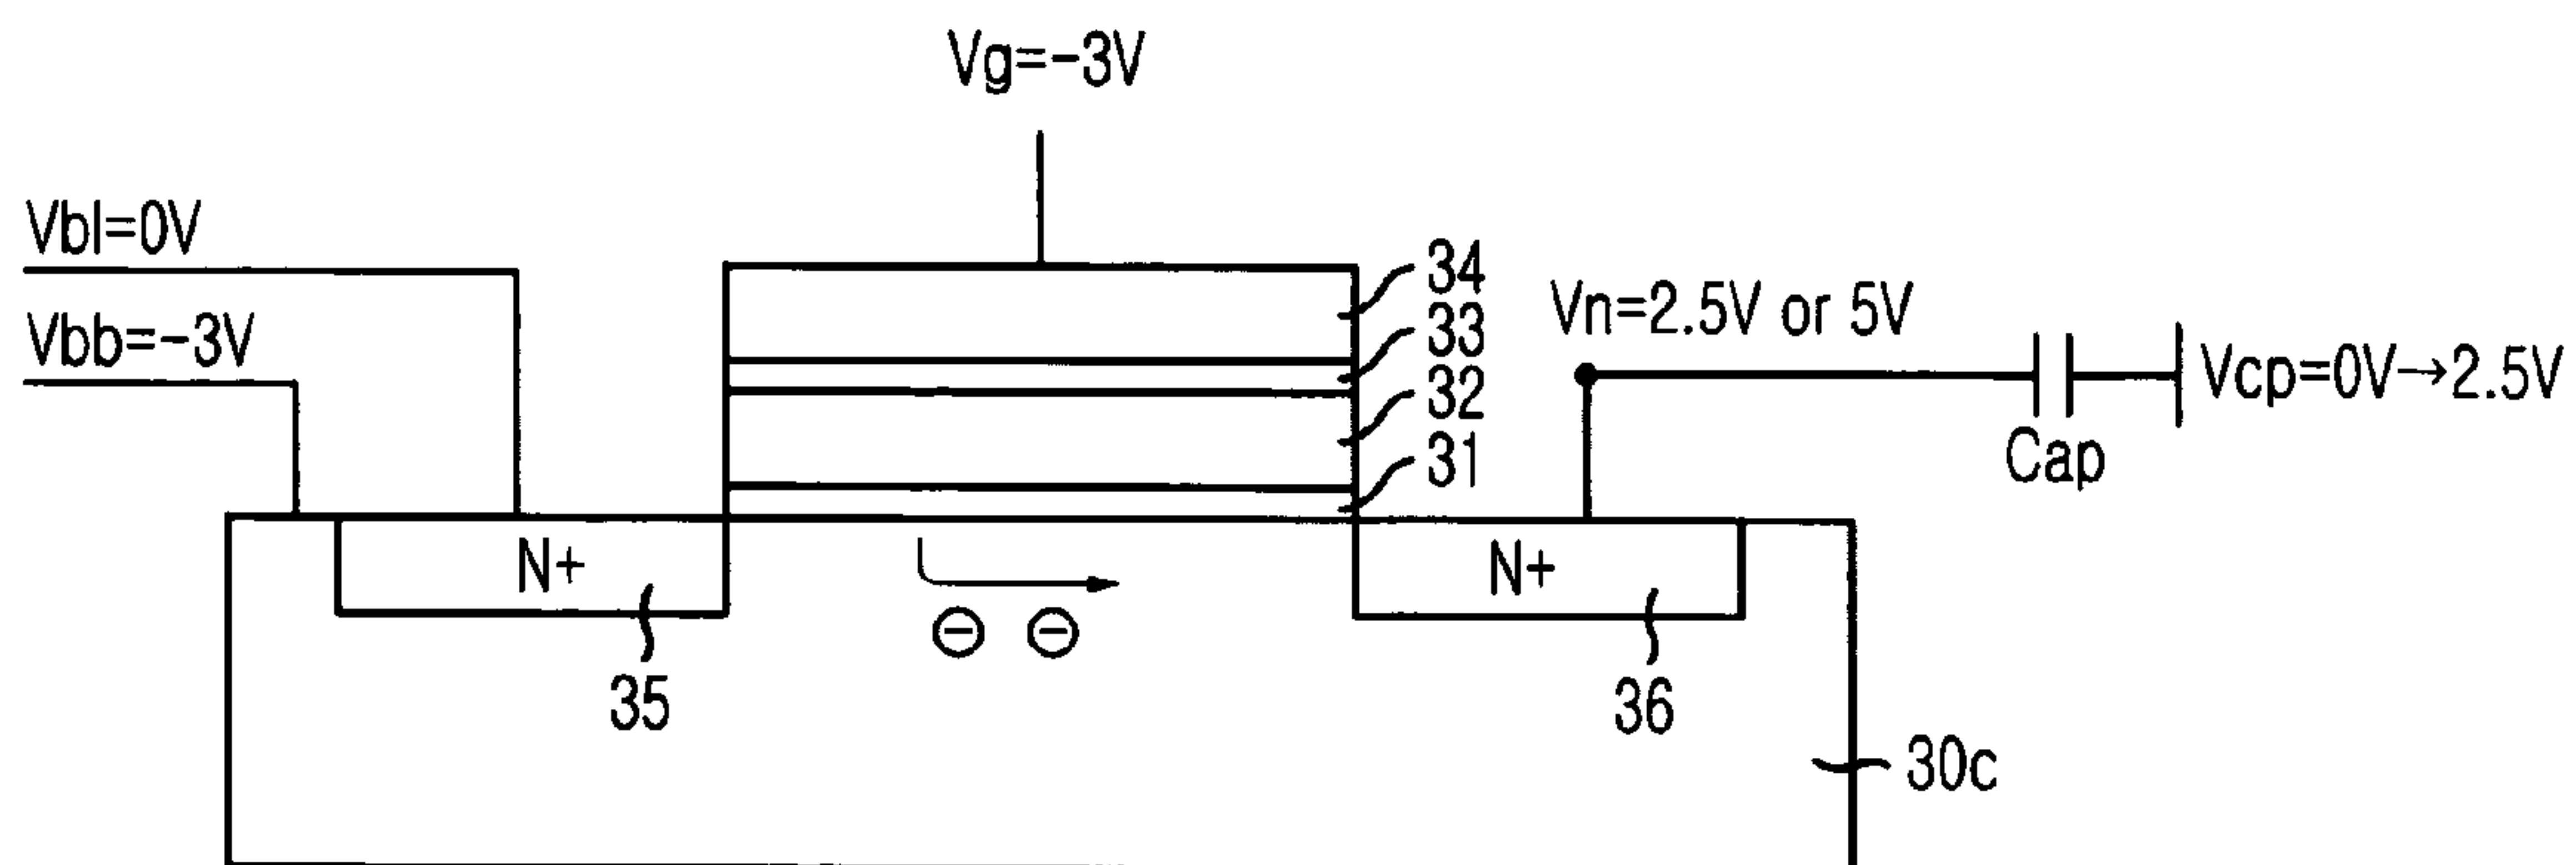 Vg=-3V
Vbl=0V
Vbb=-3V
34
33
32
31
Vn=2.5V or 5V
Vcp=0V→2.5V
Cap
N+
N+
⊖ ⊖
35
36
30c